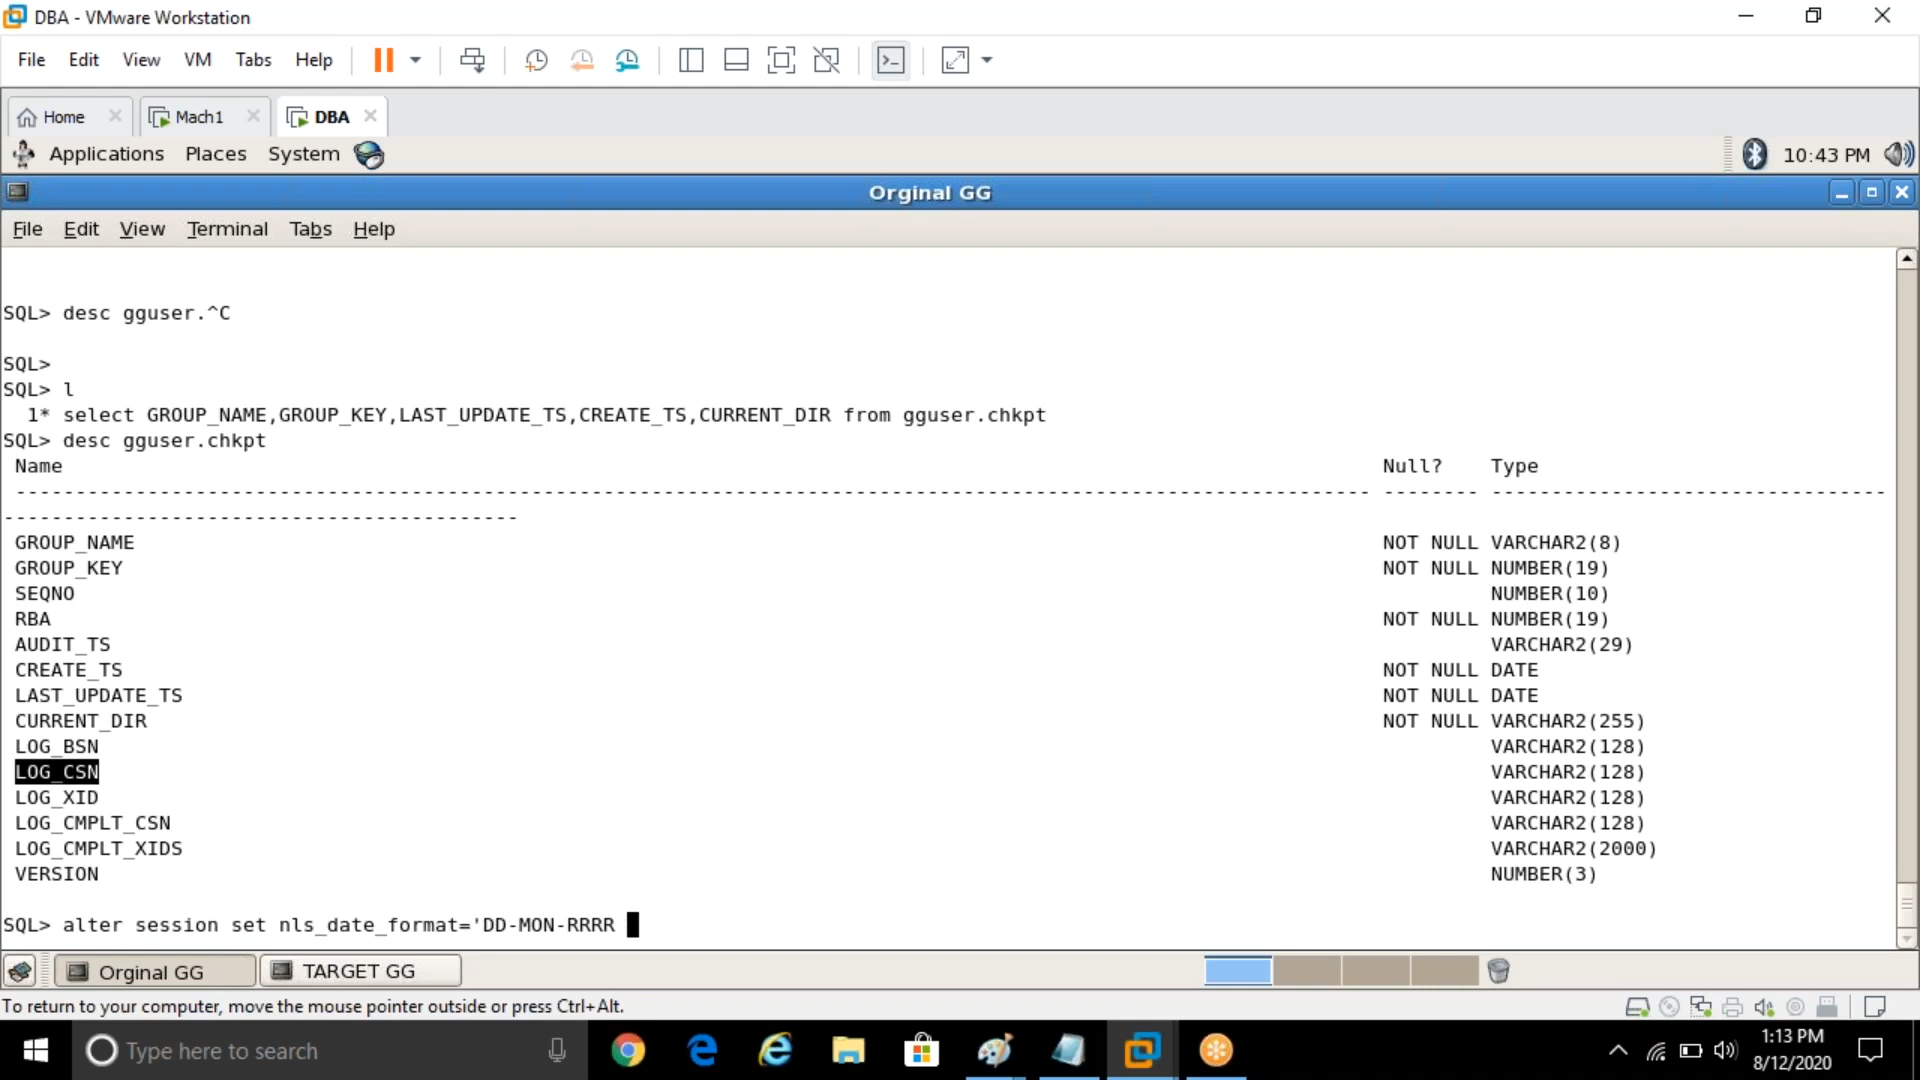 DBA - VMware Workstation
File Edit View VM Tabs Help
Home Mach1 DBA
Applications Places System 10:43 PM
Orginal GG
File Edit View Terminal Tabs Help
SQL> desc gguser.^C
SQL>
SQL> l
1* select GROUP_NAME,GROUP_KEY,LAST_UPDATE_TS,CREATE_TS,CURRENT_DIR from gguser.chkpt
SQL> desc gguser.chkpt
Name Null? Type
----------------------------------------------------------------------------------------------------------------- -------- ---------------------------------
-------------------------------------------
GROUP_NAME NOT NULL VARCHAR2(8)
GROUP_KEY NOT NULL NUMBER(19)
SEQNO NUMBER(10)
RBA NOT NULL NUMBER(19)
AUDIT_TS VARCHAR2(29)
CREATE_TS NOT NULL DATE
LAST_UPDATE_TS NOT NULL DATE
CURRENT_DIR NOT NULL VARCHAR2(255)
LOG_BSN VARCHAR2(128)
LOG_CSN VARCHAR2(128)
LOG_XID VARCHAR2(128)
LOG_CMPLT_CSN VARCHAR2(128)
LOG_CMPLT_XIDS VARCHAR2(2000)
VERSION NUMBER(3)
SQL> alter session set nls_date_format='DD-MON-RRRR
Orginal GG TARGET GG
To return to your computer, move the mouse pointer outside or press Ctrl+Alt.
Type here to search
1:13 PM
8/12/2020